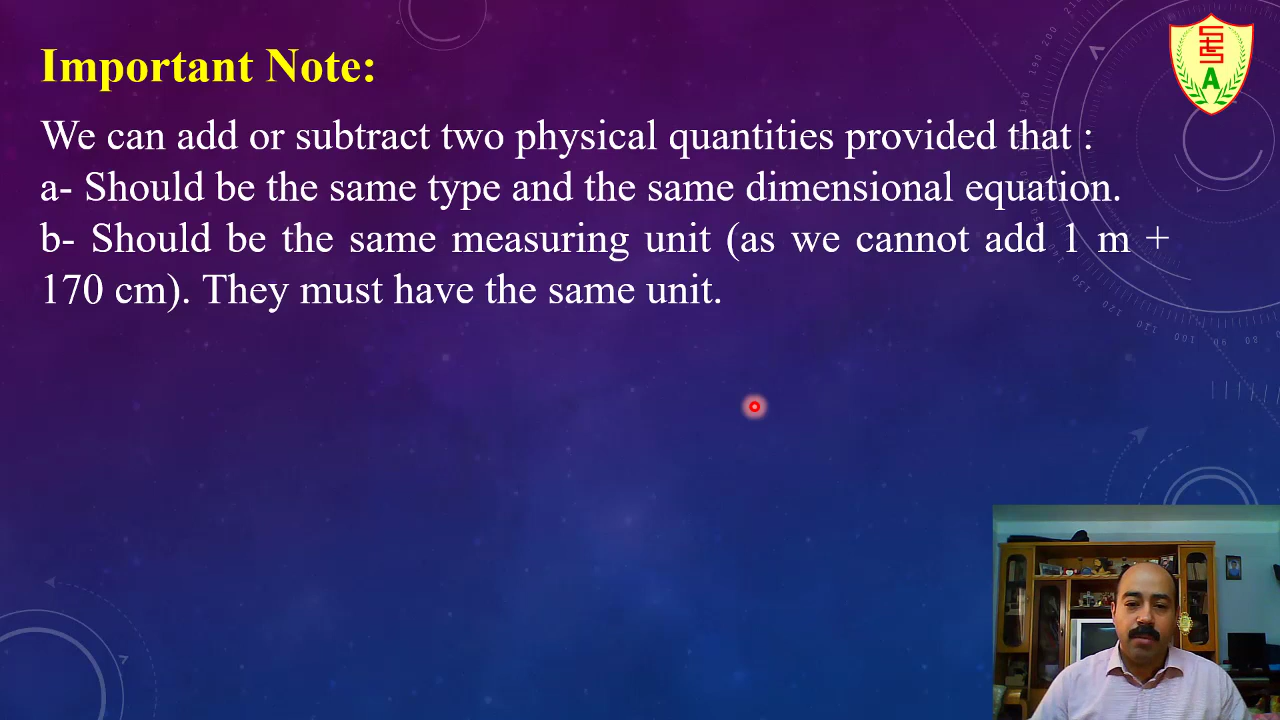 Important Note:
We can add or subtract two physical quantities provided that :
a- Should be the same type and the same dimensional equation.
b- Should be the same measuring unit (as we cannot add 1 m +
170 cm). They must have the same unit.
A